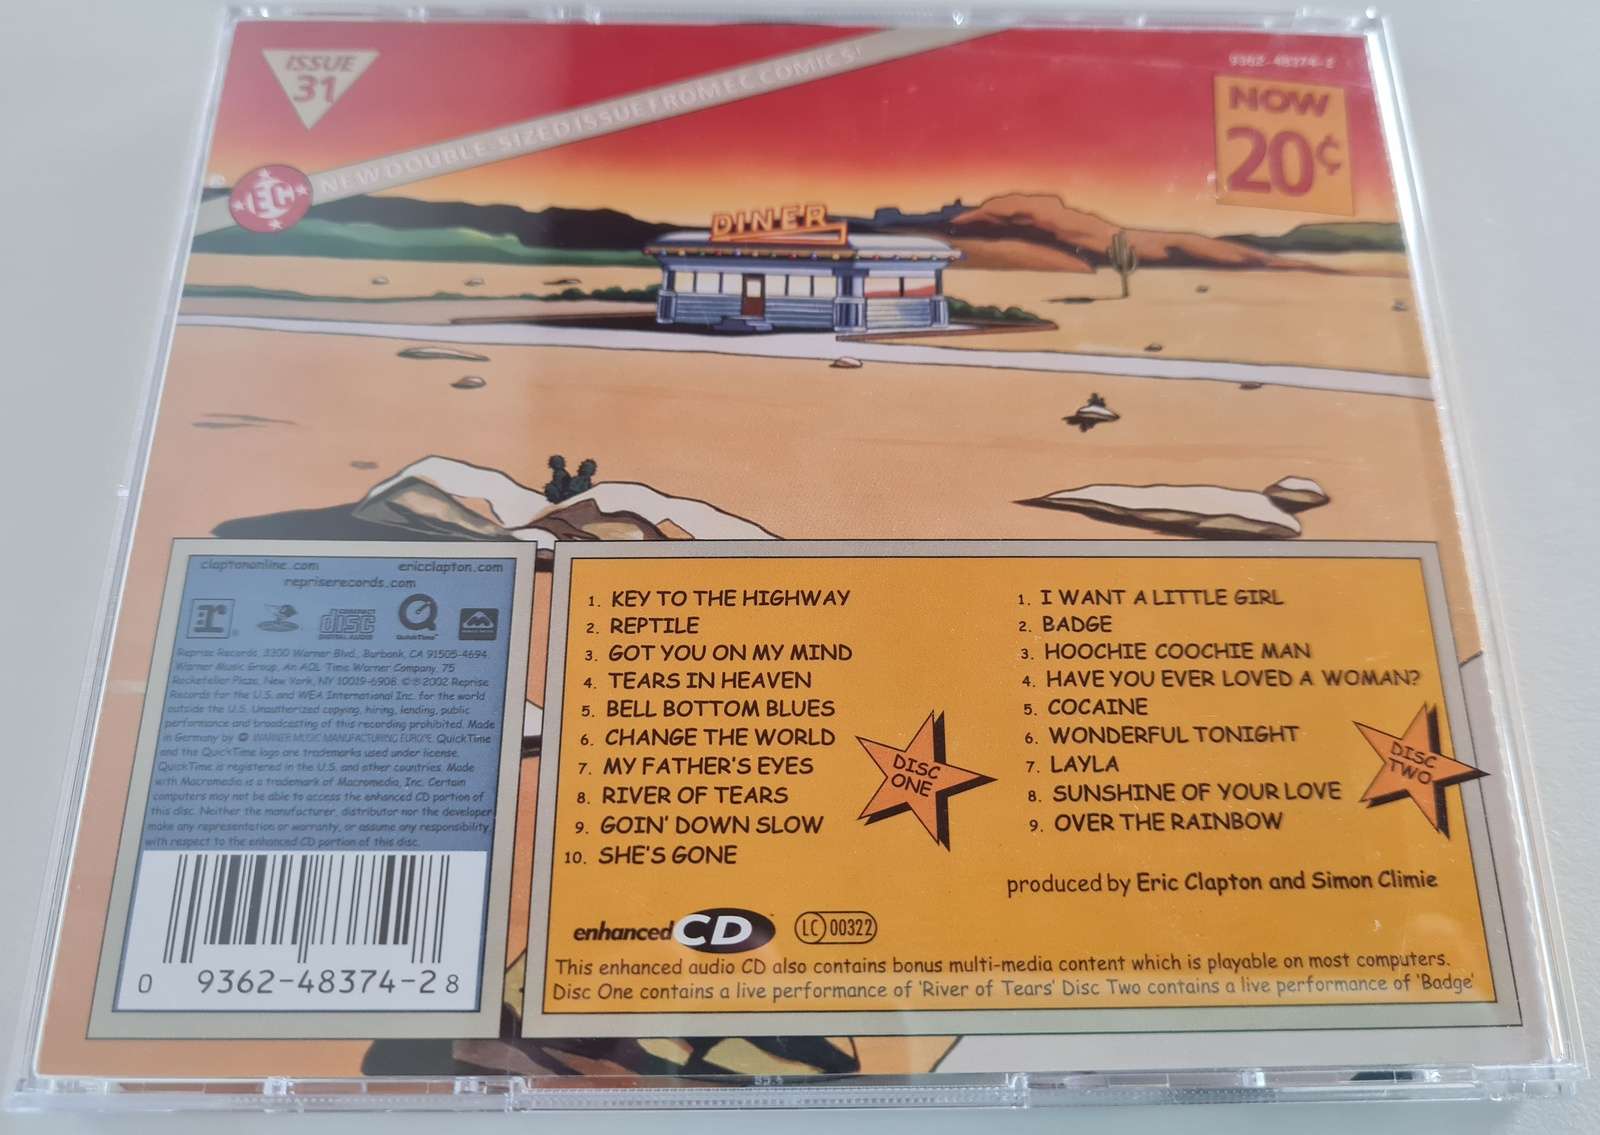 ISSUE
31
NEW DOUBLE-SIZED ISSUE FROM EC COMICS!
EC
9362-48374-2
NOW
20¢
DINER
claptononline.com ericclapton.com
repriserecords.com
r®
COMPACT
disc
DIGITAL AUDIO
QuickTime™
Reprise Records, 3300 Warner Blvd., Burbank, CA 91505-4694.
Warner Music Group, An AOL Time Warner Company, 75
Rockefeller Plaza, New York, NY 10019-6908. © ℗ 2002 Reprise
Records for the U.S. and WEA International Inc. for the world
outside the U.S. Unauthorized copying, hiring, lending, public
performance and broadcasting of this recording prohibited. Made
in Germany by WARNER MUSIC MANUFACTURING EUROPE. QuickTime
and the QuickTime logo are trademarks used under license.
QuickTime is registered in the U.S. and other countries. Made
with Macromedia is a trademark of Macromedia, Inc. Certain
computers may not be able to access the enhanced CD portion of
this disc. Neither the manufacturer, distributor nor the developer
make any representation or warranty, or assume any responsibility,
with respect to the enhanced CD portion of this disc.
0 9362-48374-2 8
1. KEY TO THE HIGHWAY
2. REPTILE
3. GOT YOU ON MY MIND
4. TEARS IN HEAVEN
5. BELL BOTTOM BLUES
6. CHANGE THE WORLD
7. MY FATHER'S EYES
8. RIVER OF TEARS
9. GOIN' DOWN SLOW
10. SHE'S GONE
DISC
ONE
1. I WANT A LITTLE GIRL
2. BADGE
3. HOOCHIE COOCHIE MAN
4. HAVE YOU EVER LOVED A WOMAN?
5. COCAINE
6. WONDERFUL TONIGHT
7. LAYLA
8. SUNSHINE OF YOUR LOVE
9. OVER THE RAINBOW
DISC
TWO
produced by Eric Clapton and Simon Climie
enhanced CD™ LC 00322
This enhanced audio CD also contains bonus multi-media content which is playable on most computers.
Disc One contains a live performance of 'River of Tears' Disc Two contains a live performance of 'Badge'